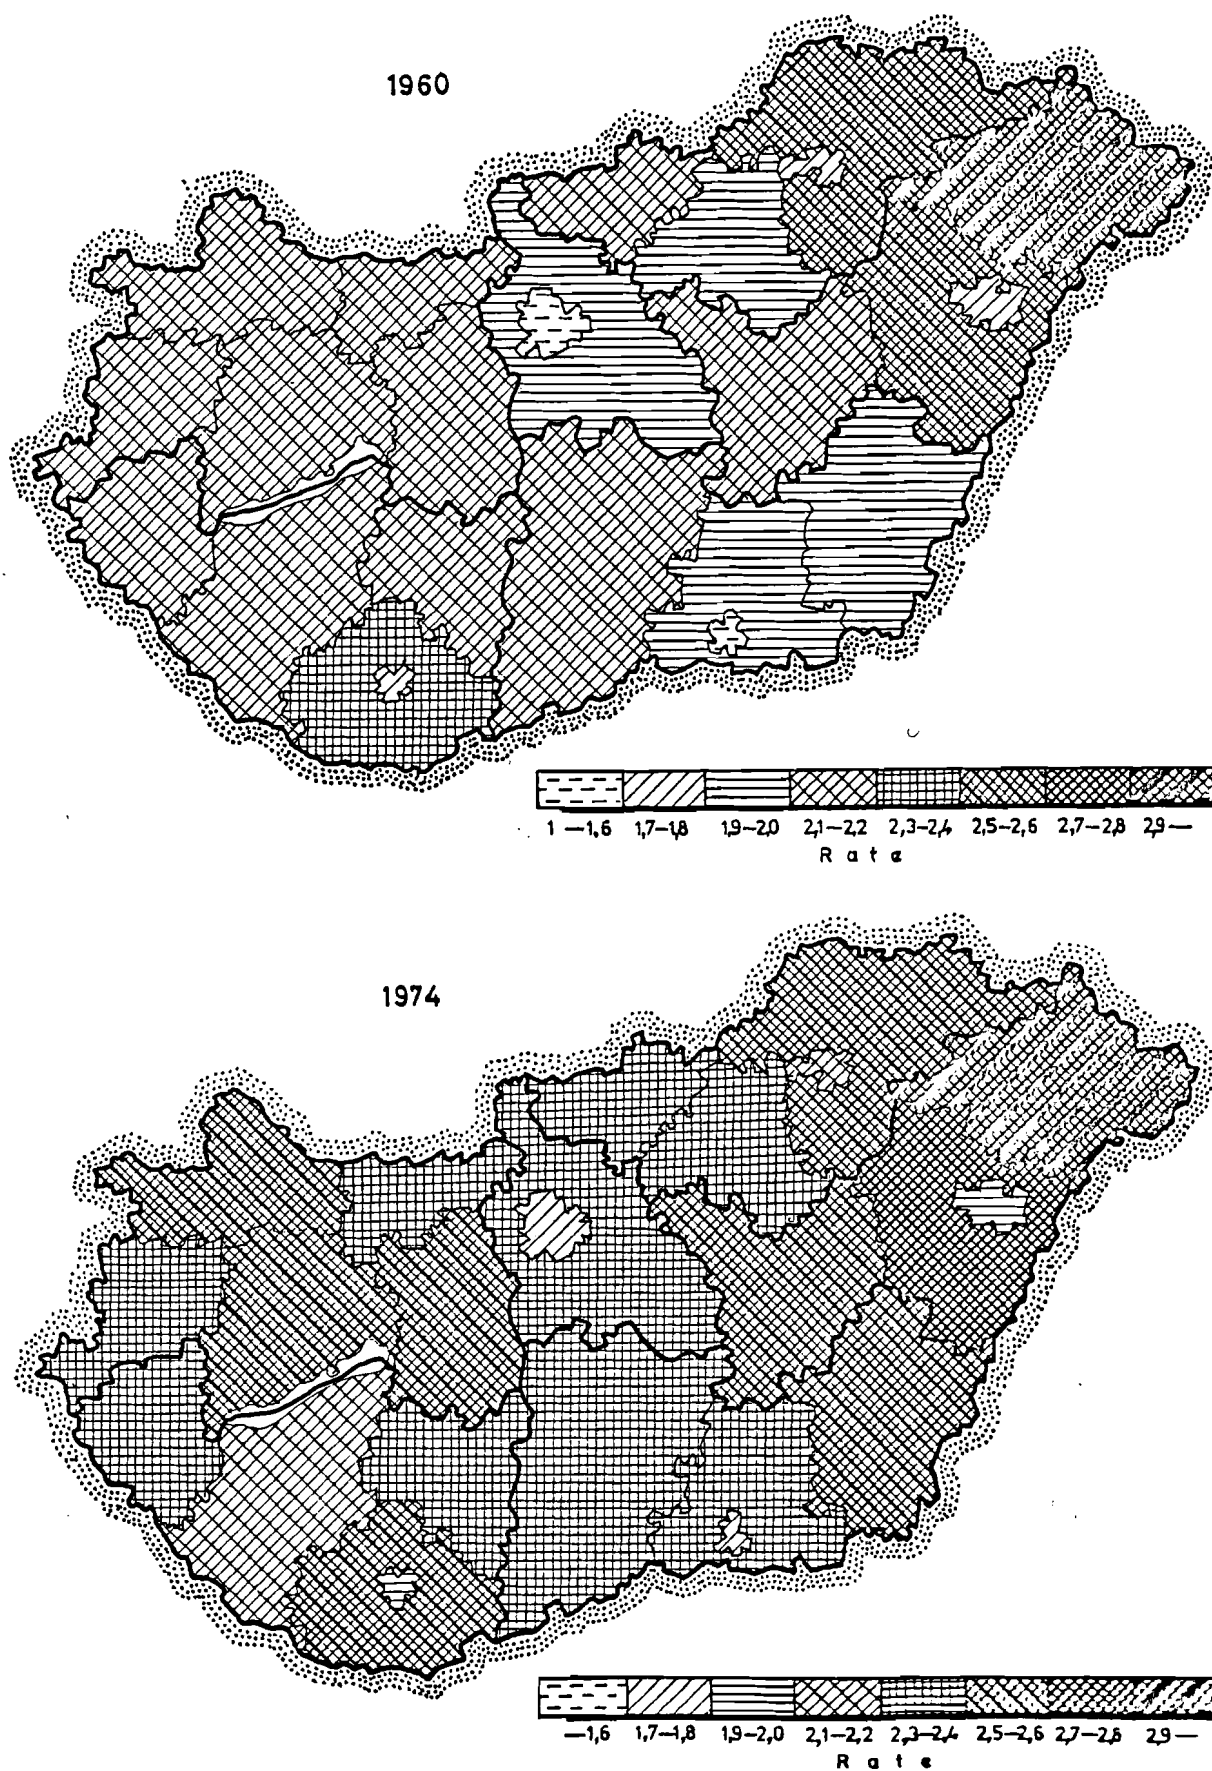 1960
1 —1,6 1,7–1,8 1,9–2,0 2,1–2,2 2,3–2,4 2,5–2,6 2,7–2,8 2,9—
Rate
1974
—1,6 1,7–1,8 1,9–2,0 2,1–2,2 2,3–2,4 2,5–2,6 2,7–2,8 2,9—
Rate